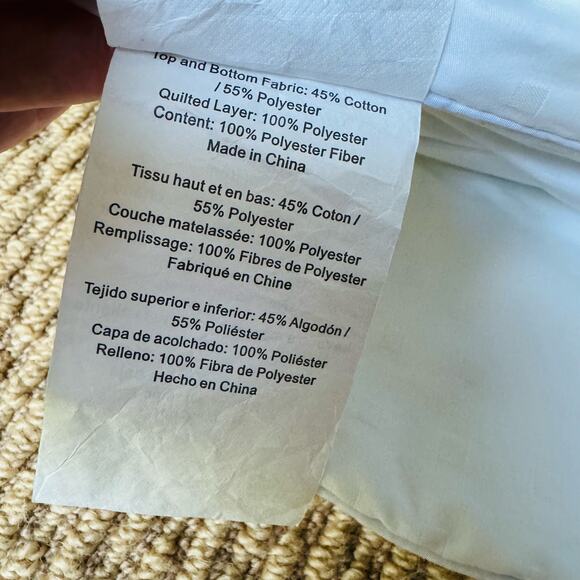 Top and Bottom Fabric: 45% Cotton
/ 55% Polyester
Quilted Layer: 100% Polyester
Content: 100% Polyester Fiber
Made in China
Tissu haut et en bas: 45% Coton /
55% Polyester
Couche matelassée: 100% Polyester
Remplissage: 100% Fibres de Polyester
Fabriqué en Chine
Tejido superior e inferior: 45% Algodón /
55% Poliéster
Capa de acolchado: 100% Poliéster
Relleno: 100% Fibra de Polyester
Hecho en China